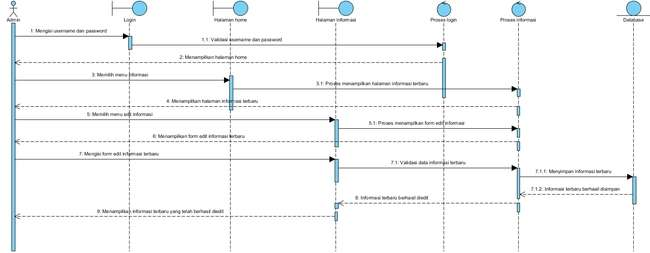 Admin
Login
Halaman home
Halaman informasi
Proses login
Proses informasi
Database
1: Mengisi username dan password
1.1: Validasi username dan password
2: Menampilkan halaman home
3: Memilih menu informasi
3.1: Proses menampilkan halaman informasi terbaru
4: Menampilkan halaman informasi terbaru
5: Memilih menu edit informasi
5.1: Proses menampilkan form edit informasi
6: Menampilkan form edit informasi terbaru
7: Mengisi form edit informasi terbaru
7.1: Validasi data informasi terbaru
7.1.1: Menyimpan informasi terbaru
7.1.2: Informasi terbaru berhasil disimpan
8: Informasi terbaru berhasil diedit
9: Menampilkan informasi terbaru yang telah berhasil diedit